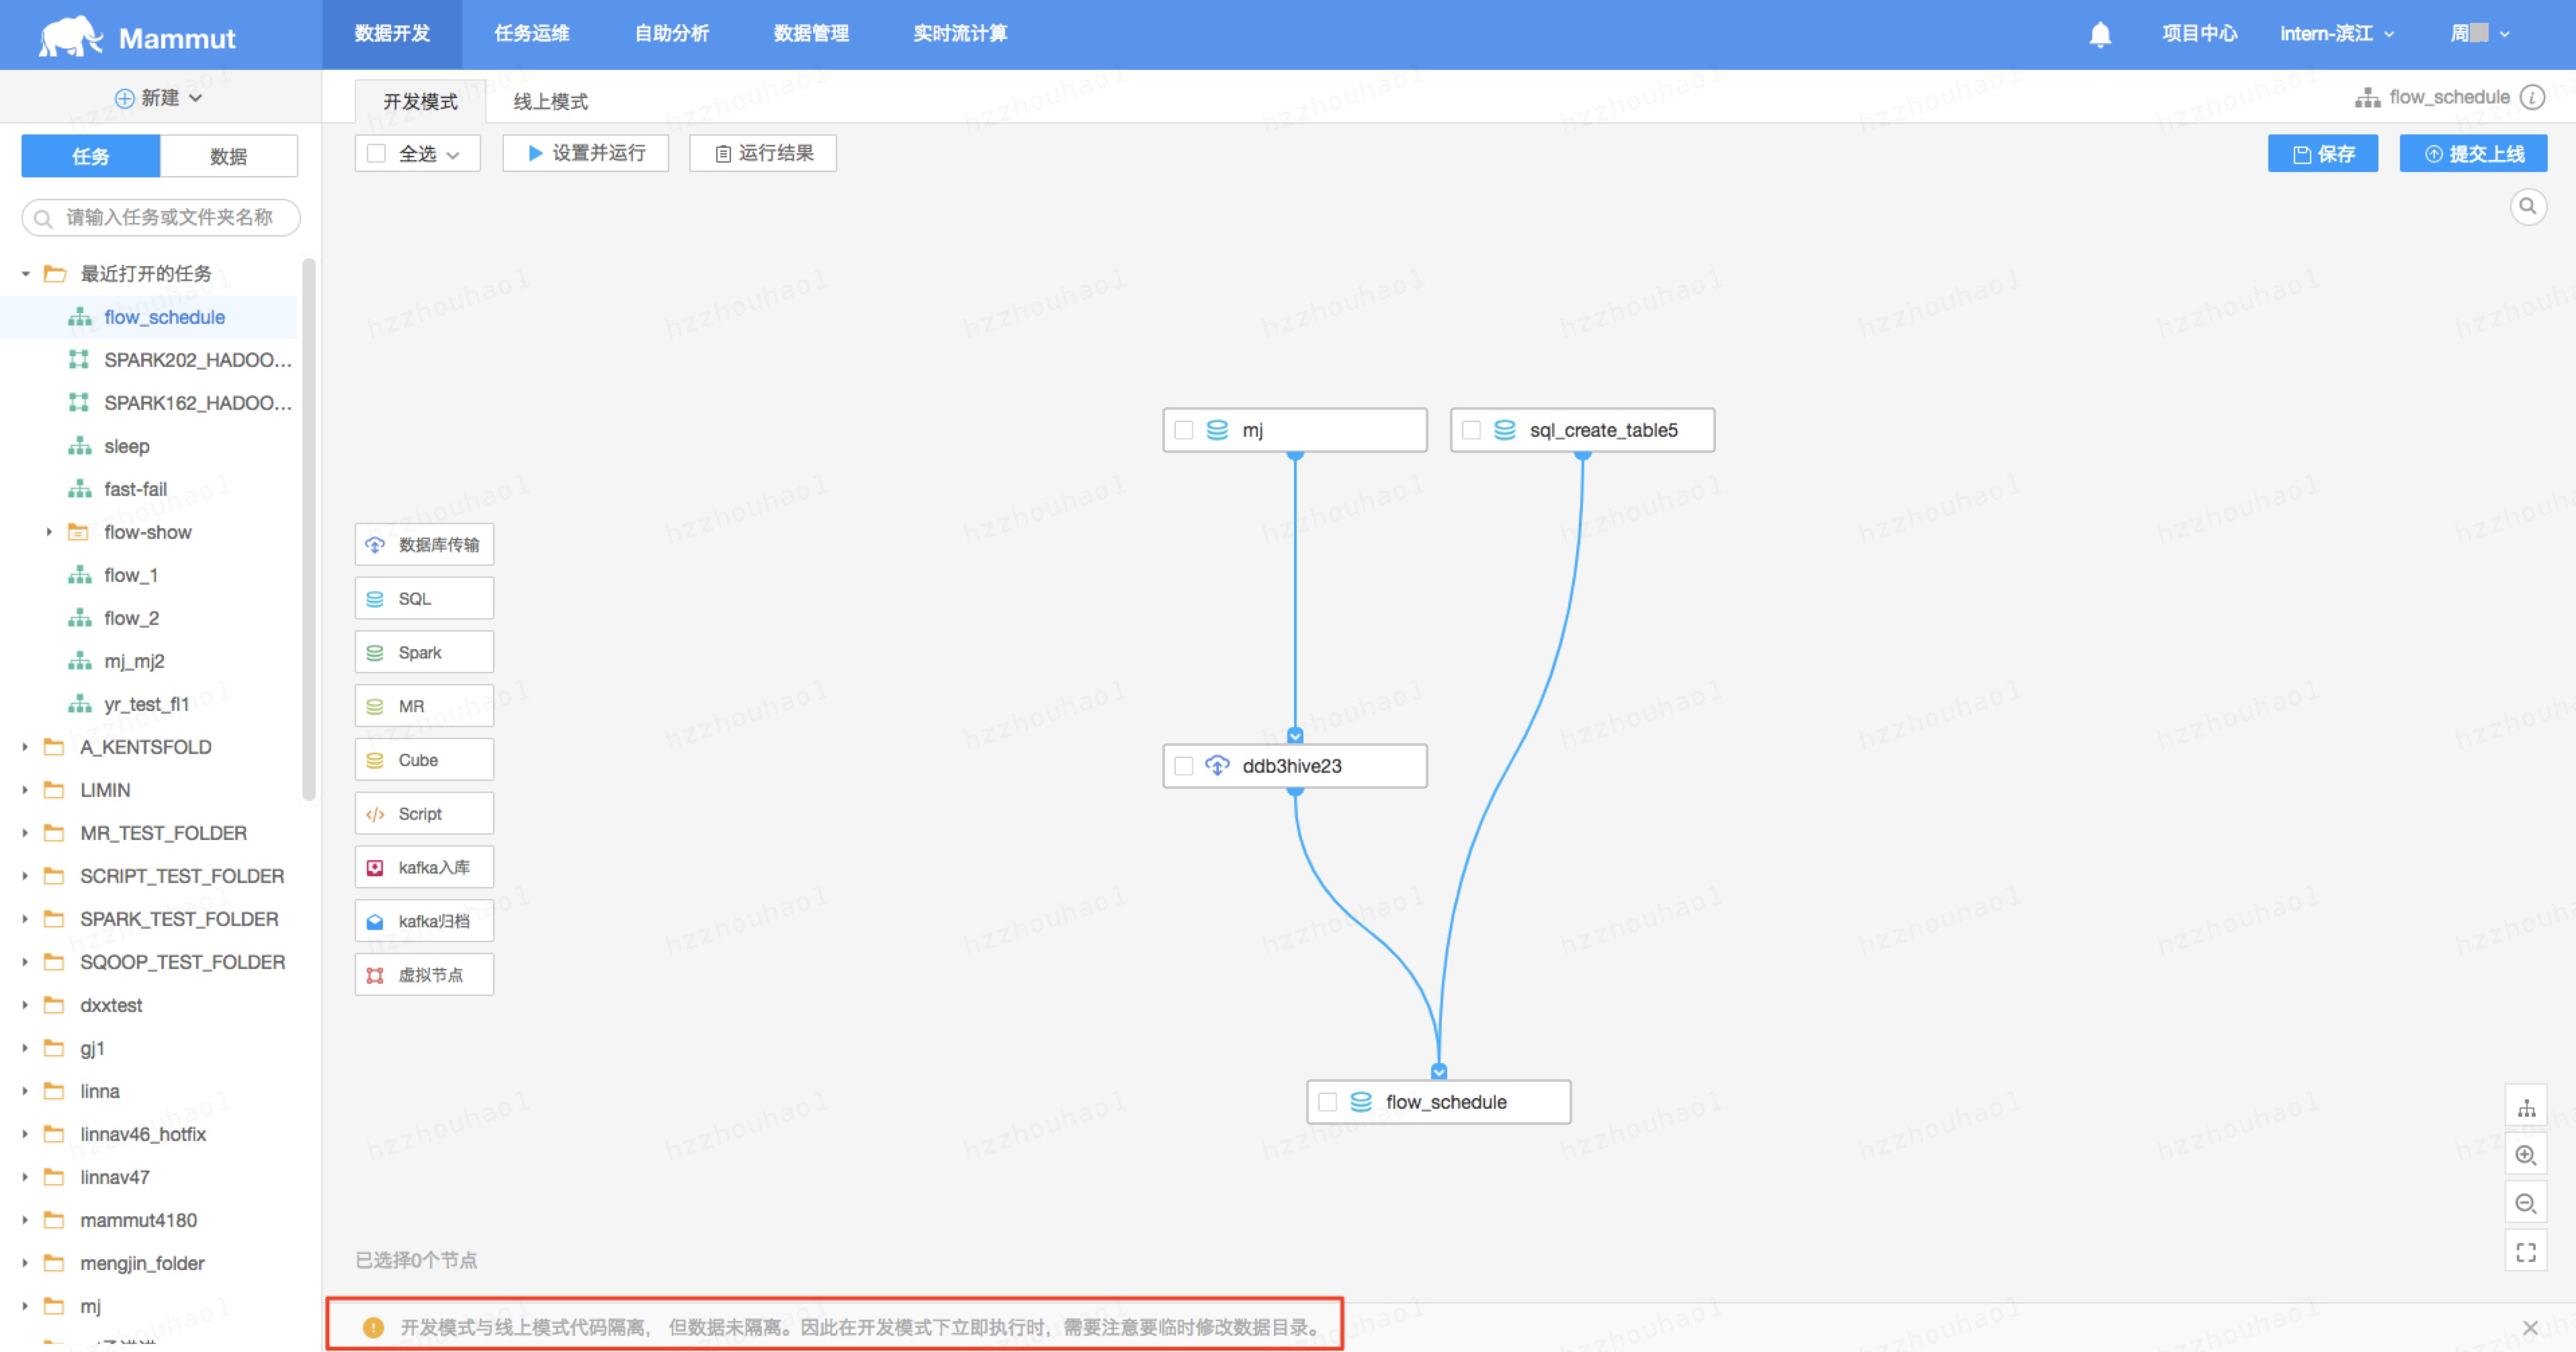 Mammut
数据开发
任务运维
自助分析
数据管理
实时流计算
项目中心
intern-滨江
周
新建
开发模式
线上模式
flow_schedule
任务
数据
全选
设置并运行
运行结果
保存
提交上线
请输入任务或文件夹名称
最近打开的任务
flow_schedule
SPARK202_HADOO...
SPARK162_HADOO...
sleep
fast-fail
flow-show
flow_1
flow_2
mj_mj2
yr_test_fl1
A_KENTSFOLD
LIMIN
MR_TEST_FOLDER
SCRIPT_TEST_FOLDER
SPARK_TEST_FOLDER
SQOOP_TEST_FOLDER
dxxtest
gj1
linna
linnav46_hotfix
linnav47
mammut4180
mengjin_folder
mj
数据库传输
SQL
Spark
MR
Cube
Script
kafka入库
kafka归档
虚拟节点
mj
sql_create_table5
ddb3hive23
flow_schedule
已选择0个节点
开发模式与线上模式代码隔离，但数据未隔离。因此在开发模式下立即执行时，需要注意要临时修改数据目录。
hzzhouhao1